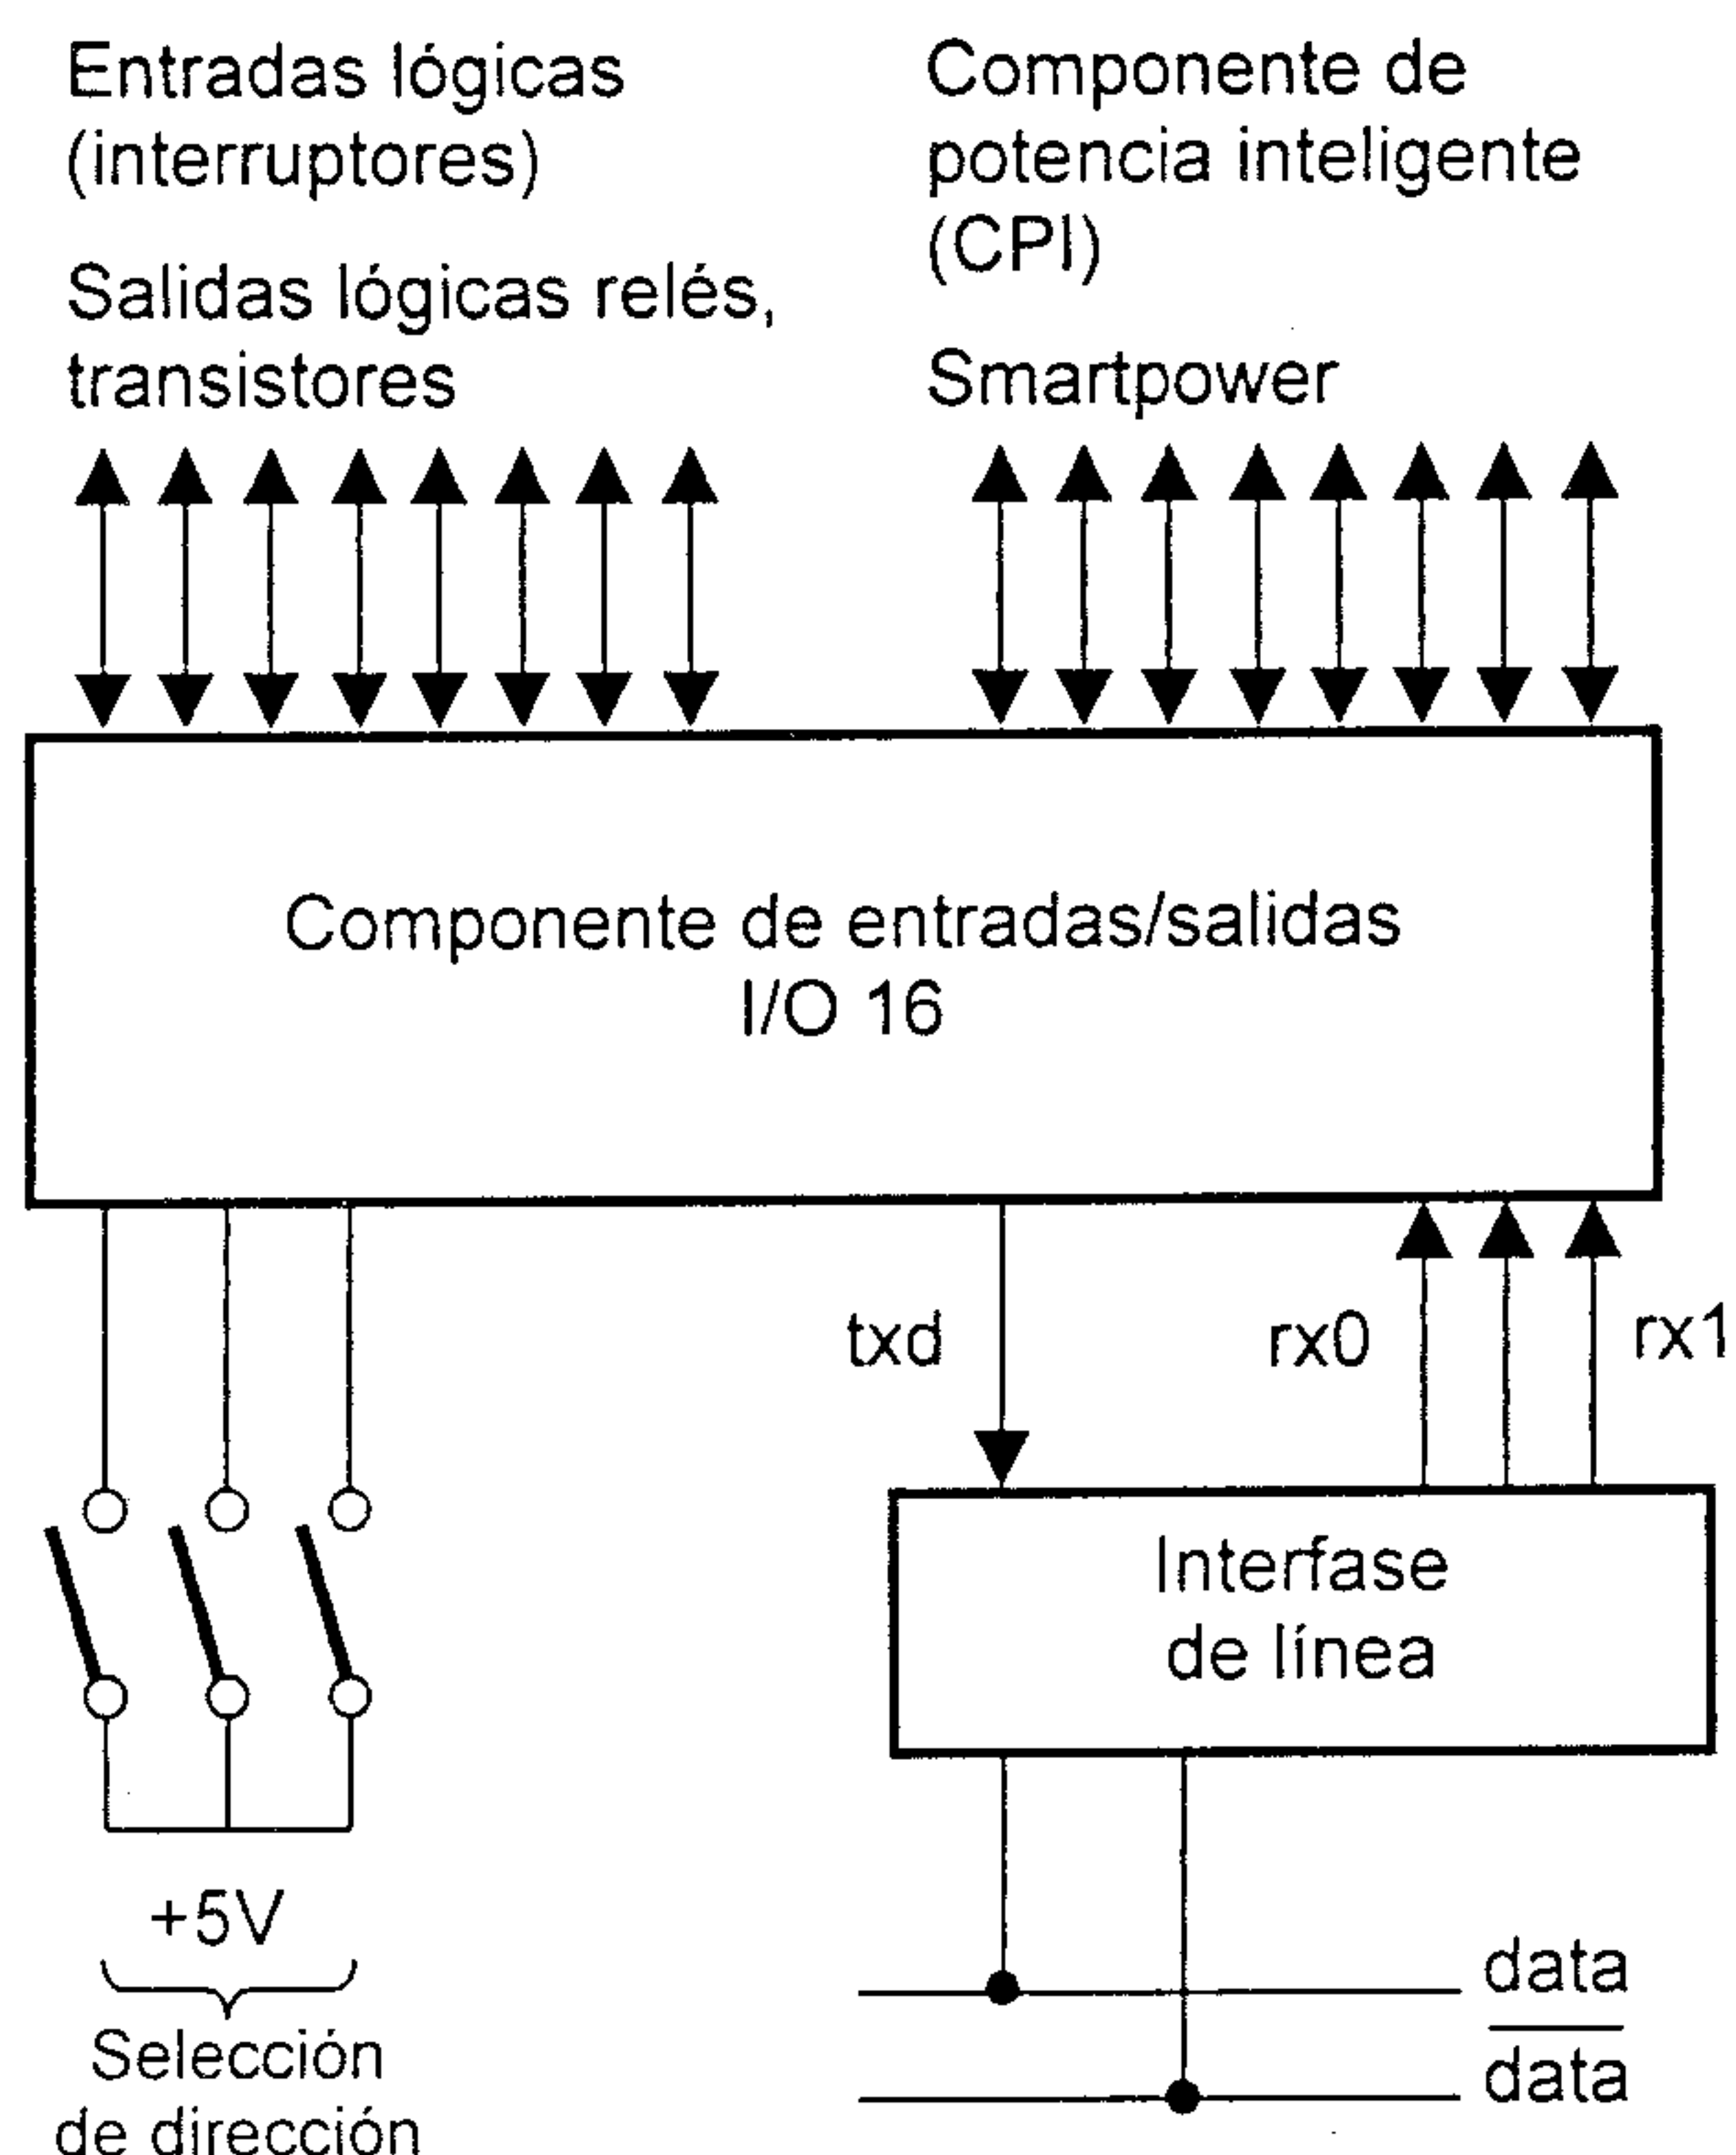 Entradas lógicas
(interruptores)
Salidas lógicas relés,
transistores
Componente de
potencia inteligente
(CPI)
Smartpower
Componente de entradas/salidas
I/O 16
txd
rx0
rx1
Interfase
de línea
+5V
Selección
de dirección
data
data